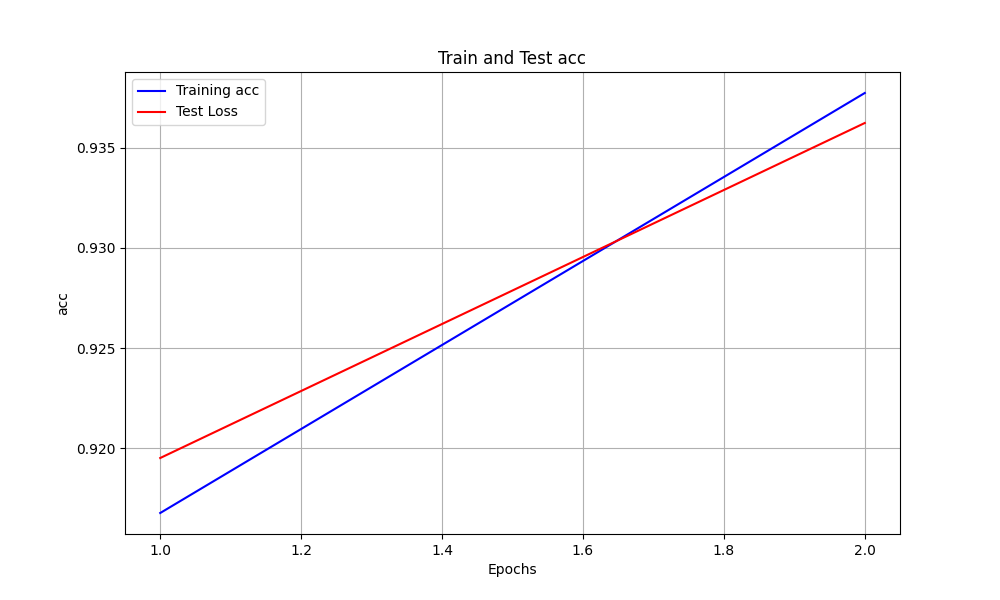 Train and Test acc
Training acc
Test Loss
0.935
0.930
0.925
0.920
acc
1.0 1.2 1.4 1.6 1.8 2.0
Epochs